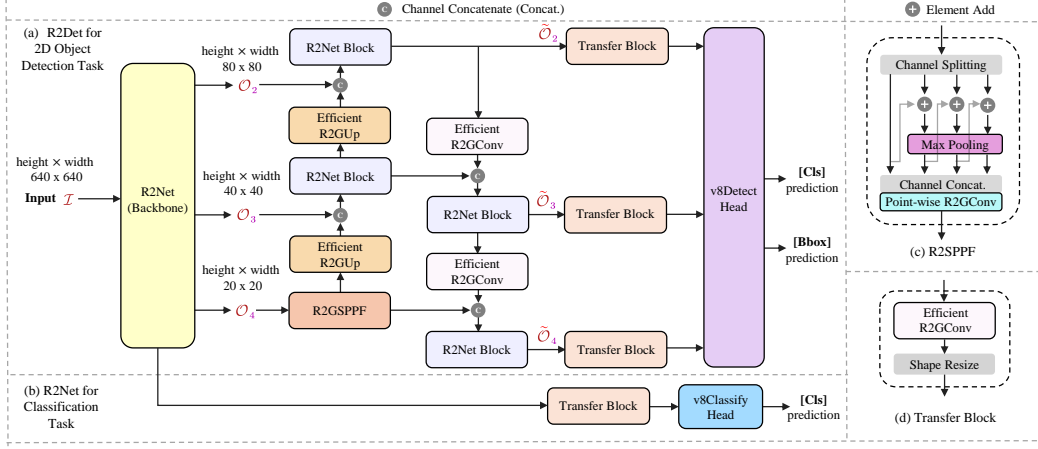 c Channel Concatenate (Concat.)
+ Element Add
(a) R2Det for
2D Object
Detection Task
height × width
80 x 80
R2Net Block
Õ₂
Transfer Block
𝒪₂
c
Efficient
R2GUp
Efficient
R2GConv
height × width
640 x 640
Input ℐ
R2Net
(Backbone)
height × width
40 x 40
R2Net Block
c
𝒪₃
c
R2Net Block
Õ₃
Transfer Block
v8Detect
Head
[Cls]
prediction
[Bbox]
prediction
Efficient
R2GUp
Efficient
R2GConv
height × width
20 x 20
𝒪₄
R2GSPPF
c
R2Net Block
Õ₄
Transfer Block
(b) R2Net for
Classification
Task
Transfer Block
v8Classify
Head
[Cls]
prediction
Channel Splitting
+ + +
Max Pooling
Channel Concat.
Point-wise R2GConv
(c) R2SPPF
Efficient
R2GConv
Shape Resize
(d) Transfer Block